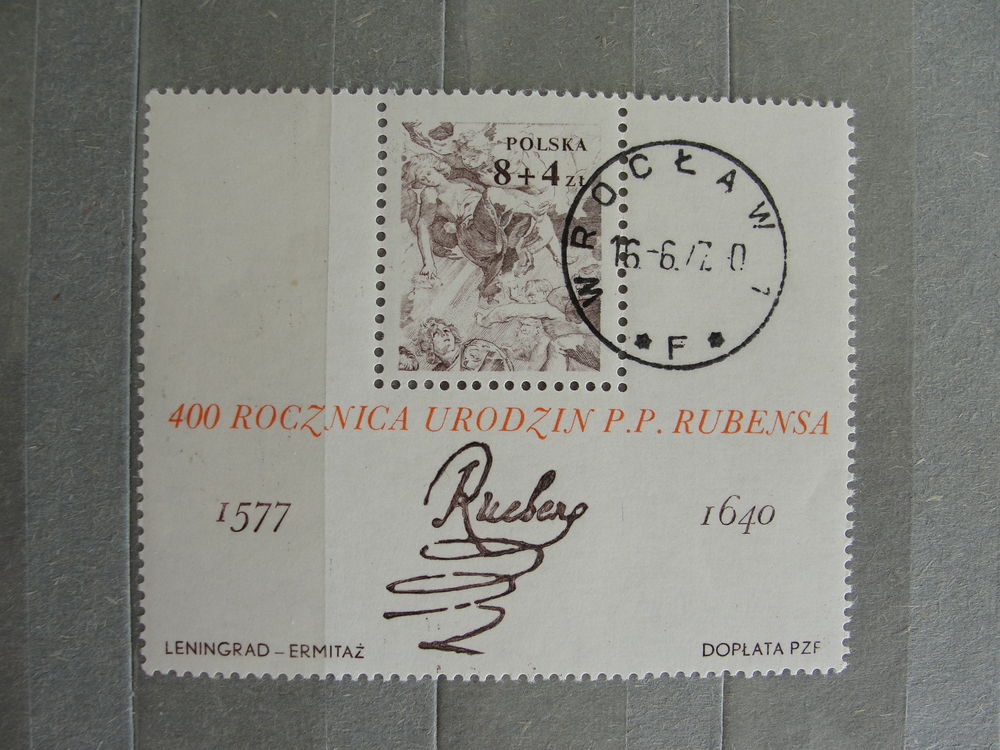 POLSKA
8+4 ZŁ
WROCŁAW 1
F
400 ROCZNICA URODZIN P.P. RUBENSA
1577
1640
LENINGRAD – ERMITAŻ
DOPŁATA PZF